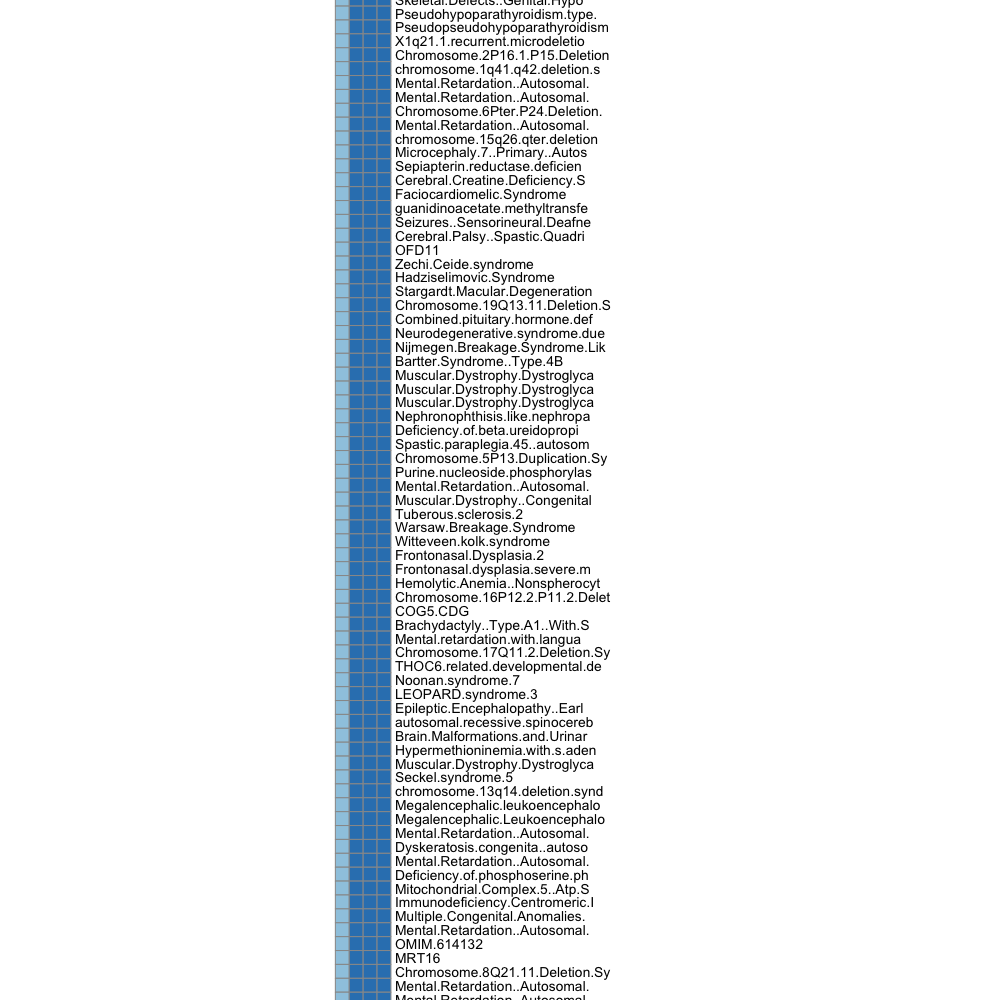 Skeletal.Defects..Genital.Hypo
Pseudohypoparathyroidism.type.
Pseudopseudohypoparathyroidism
X1q21.1.recurrent.microdeletio
Chromosome.2P16.1.P15.Deletion
chromosome.1q41.q42.deletion.s
Mental.Retardation..Autosomal.
Mental.Retardation..Autosomal.
Chromosome.6Pter.P24.Deletion.
Mental.Retardation..Autosomal.
chromosome.15q26.qter.deletion
Microcephaly.7..Primary..Autos
Sepiapterin.reductase.deficien
Cerebral.Creatine.Deficiency.S
Faciocardiomelic.Syndrome
guanidinoacetate.methyltransfe
Seizures..Sensorineural.Deafne
Cerebral.Palsy..Spastic.Quadri
OFD11
Zechi.Ceide.syndrome
Hadziselimovic.Syndrome
Stargardt.Macular.Degeneration
Chromosome.19Q13.11.Deletion.S
Combined.pituitary.hormone.def
Neurodegenerative.syndrome.due
Nijmegen.Breakage.Syndrome.Lik
Bartter.Syndrome..Type.4B
Muscular.Dystrophy.Dystroglyca
Muscular.Dystrophy.Dystroglyca
Muscular.Dystrophy.Dystroglyca
Nephronophthisis.like.nephropa
Deficiency.of.beta.ureidopropi
Spastic.paraplegia.45..autosom
Chromosome.5P13.Duplication.Sy
Purine.nucleoside.phosphorylas
Mental.Retardation..Autosomal.
Muscular.Dystrophy..Congenital
Tuberous.sclerosis.2
Warsaw.Breakage.Syndrome
Witteveen.kolk.syndrome
Frontonasal.Dysplasia.2
Frontonasal.dysplasia.severe.m
Hemolytic.Anemia..Nonspherocyt
Chromosome.16P12.2.P11.2.Delet
COG5.CDG
Brachydactyly..Type.A1..With.S
Mental.retardation.with.langua
Chromosome.17Q11.2.Deletion.Sy
THOC6.related.developmental.de
Noonan.syndrome.7
LEOPARD.syndrome.3
Epileptic.Encephalopathy..Earl
autosomal.recessive.spinocereb
Brain.Malformations.and.Urinar
Hypermethioninemia.with.s.aden
Muscular.Dystrophy.Dystroglyca
Seckel.syndrome.5
chromosome.13q14.deletion.synd
Megalencephalic.leukoencephalo
Megalencephalic.Leukoencephalo
Mental.Retardation..Autosomal.
Dyskeratosis.congenita..autoso
Mental.Retardation..Autosomal.
Deficiency.of.phosphoserine.ph
Mitochondrial.Complex.5..Atp.S
Immunodeficiency.Centromeric.I
Multiple.Congenital.Anomalies.
Mental.Retardation..Autosomal.
OMIM.614132
MRT16
Chromosome.8Q21.11.Deletion.Sy
Mental.Retardation..Autosomal.
Mental.Retardation..Autosomal.